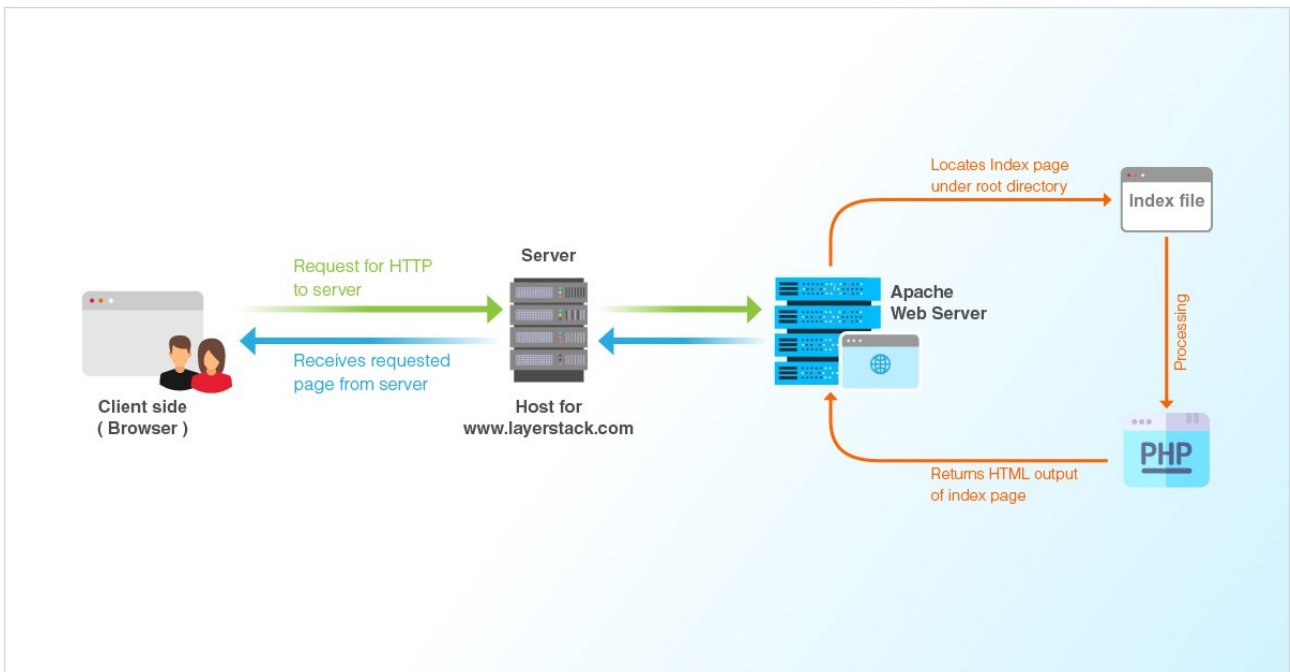 Request for HTTP
to server
Receives requested
page from server
Client side
( Browser )
Server
Host for
www.layerstack.com
Apache
Web Server
Locates Index page
under root directory
Index file
Processing
PHP
Returns HTML output
of index page